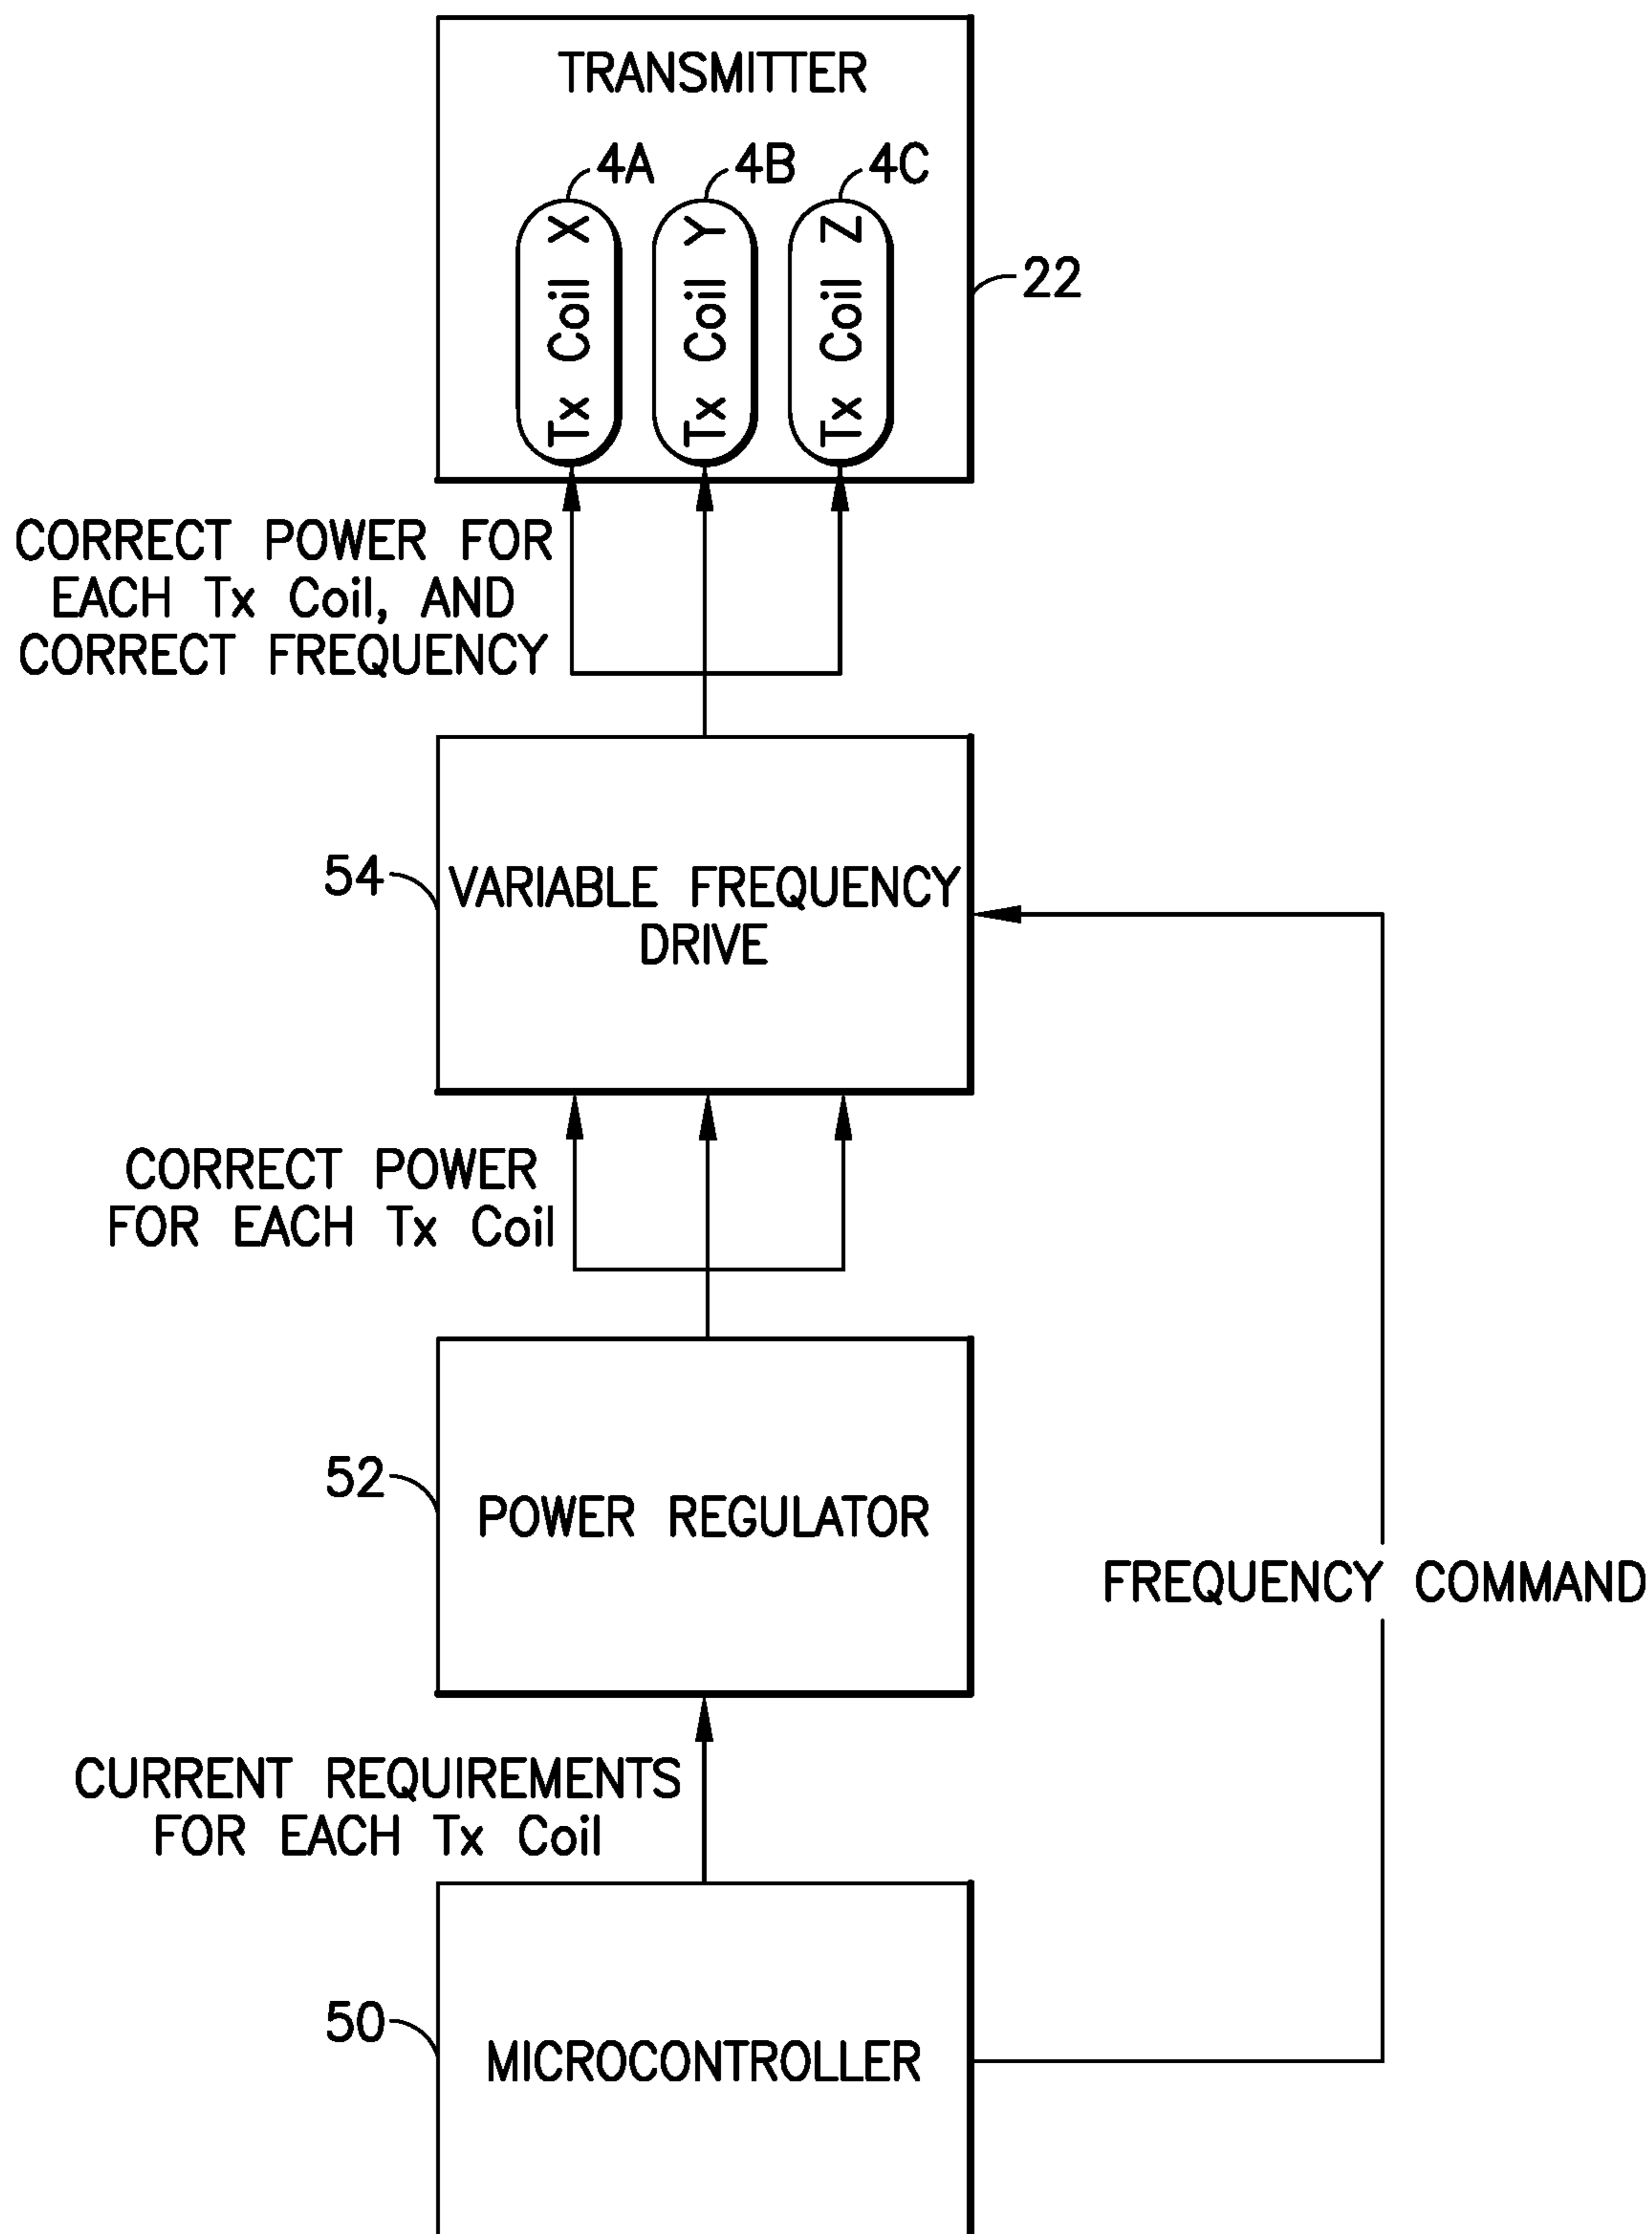 TRANSMITTER
4A
4B
4C
Tx Coil X
Tx Coil Y
Tx Coil Z
22
CORRECT POWER FOR
EACH Tx Coil, AND
CORRECT FREQUENCY
54
VARIABLE FREQUENCY
DRIVE
CORRECT POWER
FOR EACH Tx Coil
52
POWER REGULATOR
FREQUENCY COMMAND
CURRENT REQUIREMENTS
FOR EACH Tx Coil
50
MICROCONTROLLER